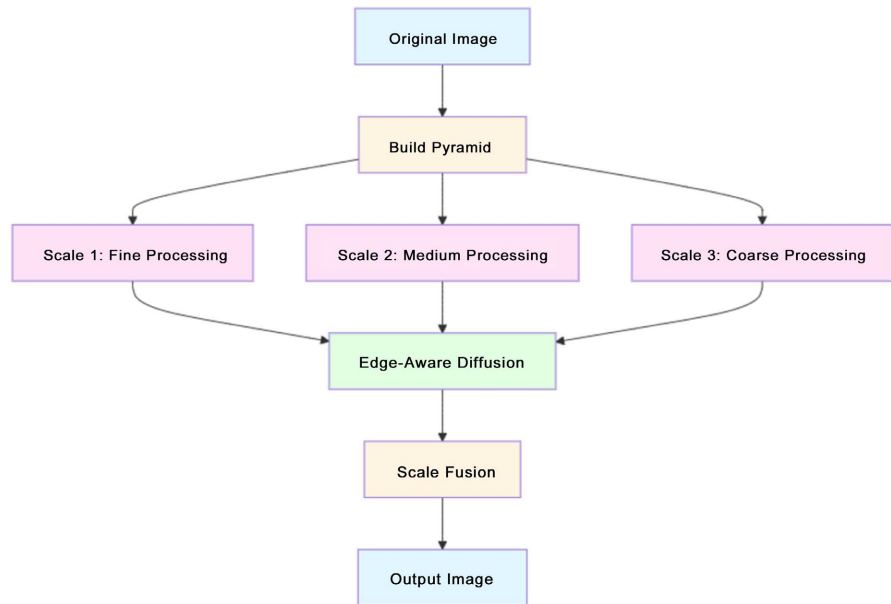 Original Image
Build Pyramid
Scale 1: Fine Processing
Scale 2: Medium Processing
Scale 3: Coarse Processing
Edge-Aware Diffusion
Scale Fusion
Output Image